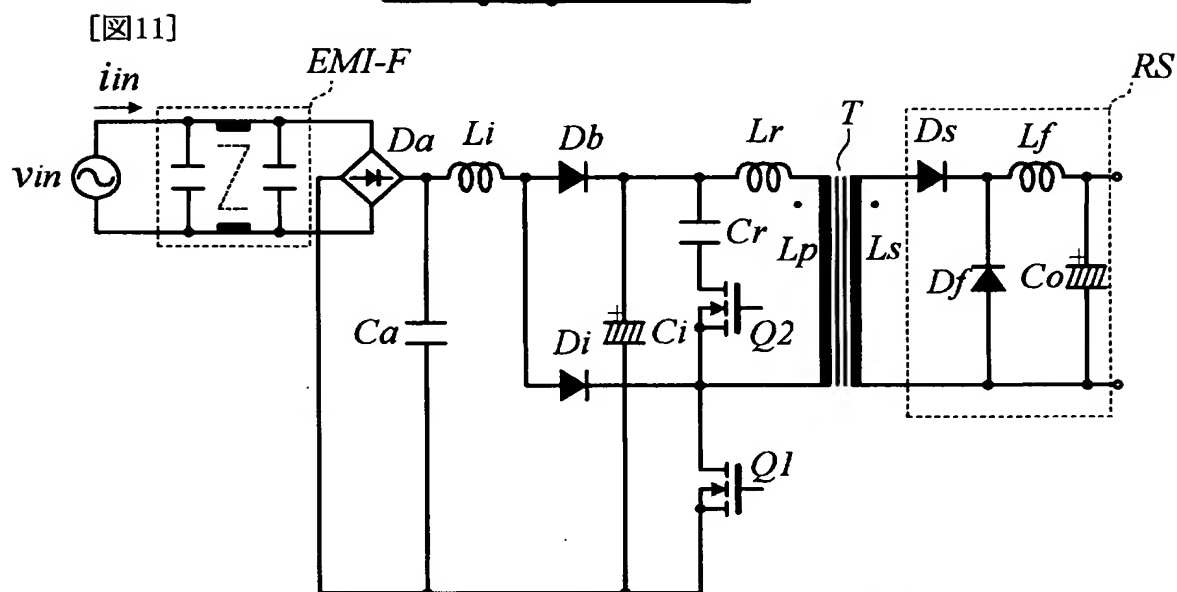 [図11]
iin
EMI-F
RS
vin
Da
Li
Db
Lr
T
Ds
Lf
Cr
Lp
Ls
Ca
Di
+
Ci
Q2
Df
+
Co
Q1